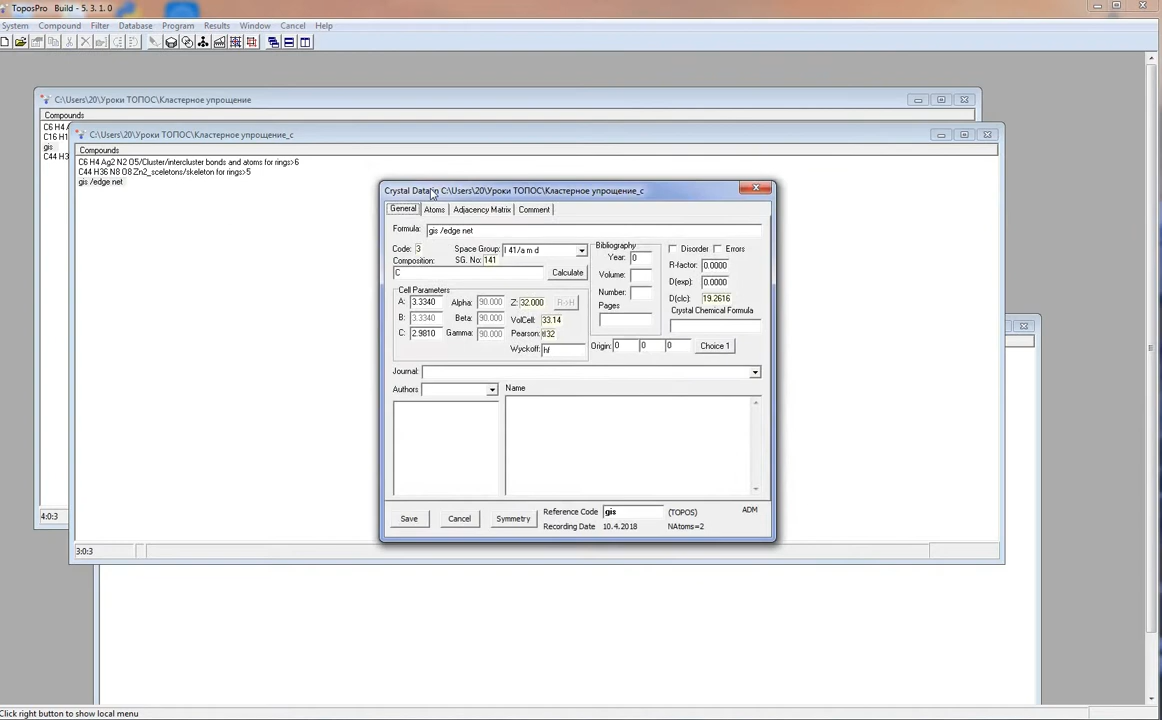 ToposPro Build - 5. 3. 1. 0
System Compound Filter Database Program Results Window Cancel Help
C:\Users\20\Уроки ТОПОС\Кластерное упрощение
Compounds
C6 H4 A
C16 H1
gis
C44 H3
C:\Users\20\Уроки ТОПОС\Кластерное упрощение_c
Compounds
C6 H4 Ag2 N2 O5/Cluster/intercluster bonds and atoms for rings>6
C44 H36 N8 O8 Zn2_sceletons/skeleton for rings>5
gis /edge net
Crystal Data in C:\Users\20\Уроки ТОПОС\Кластерное упрощение_c
General Atoms Adjacency Matrix Comment
Formula: gis /edge net
Code: 3 Space Group: I 41/a m d
SG. No: 141
Composition:
C Calculate
Bibliography
Year: 0
Volume:
Number:
Pages
Disorder Errors
R-factor: 0.0000
D(exp): 0.0000
D(clc): 19.2616
Crystal Chemical Formula
Cell Parameters
A: 3.3340 Alpha: 90.000 Z: 32.000 R->H
B: 3.3340 Beta: 90.000 VolCell: 33.14
C: 2.9810 Gamma: 90.000 Pearson: tI32
Wyckoff: hf
Origin: 0 0 0 Choice 1
Journal:
Authors Name
Save Cancel Symmetry
Reference Code gis (TOPOS) ADM
Recording Date 10.4.2018 NAtoms=2
4:0:3
3:0:3
Click right button to show local menu